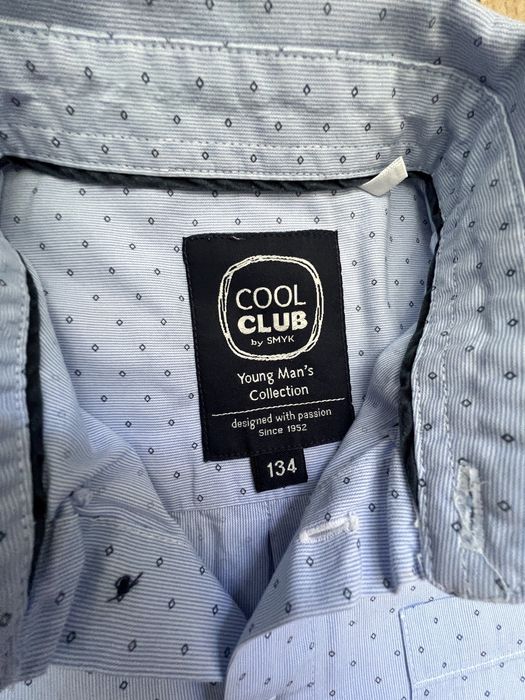 COOL
CLUB
by SMYK
Young Man's
Collection
designed with passion
Since 1952
134